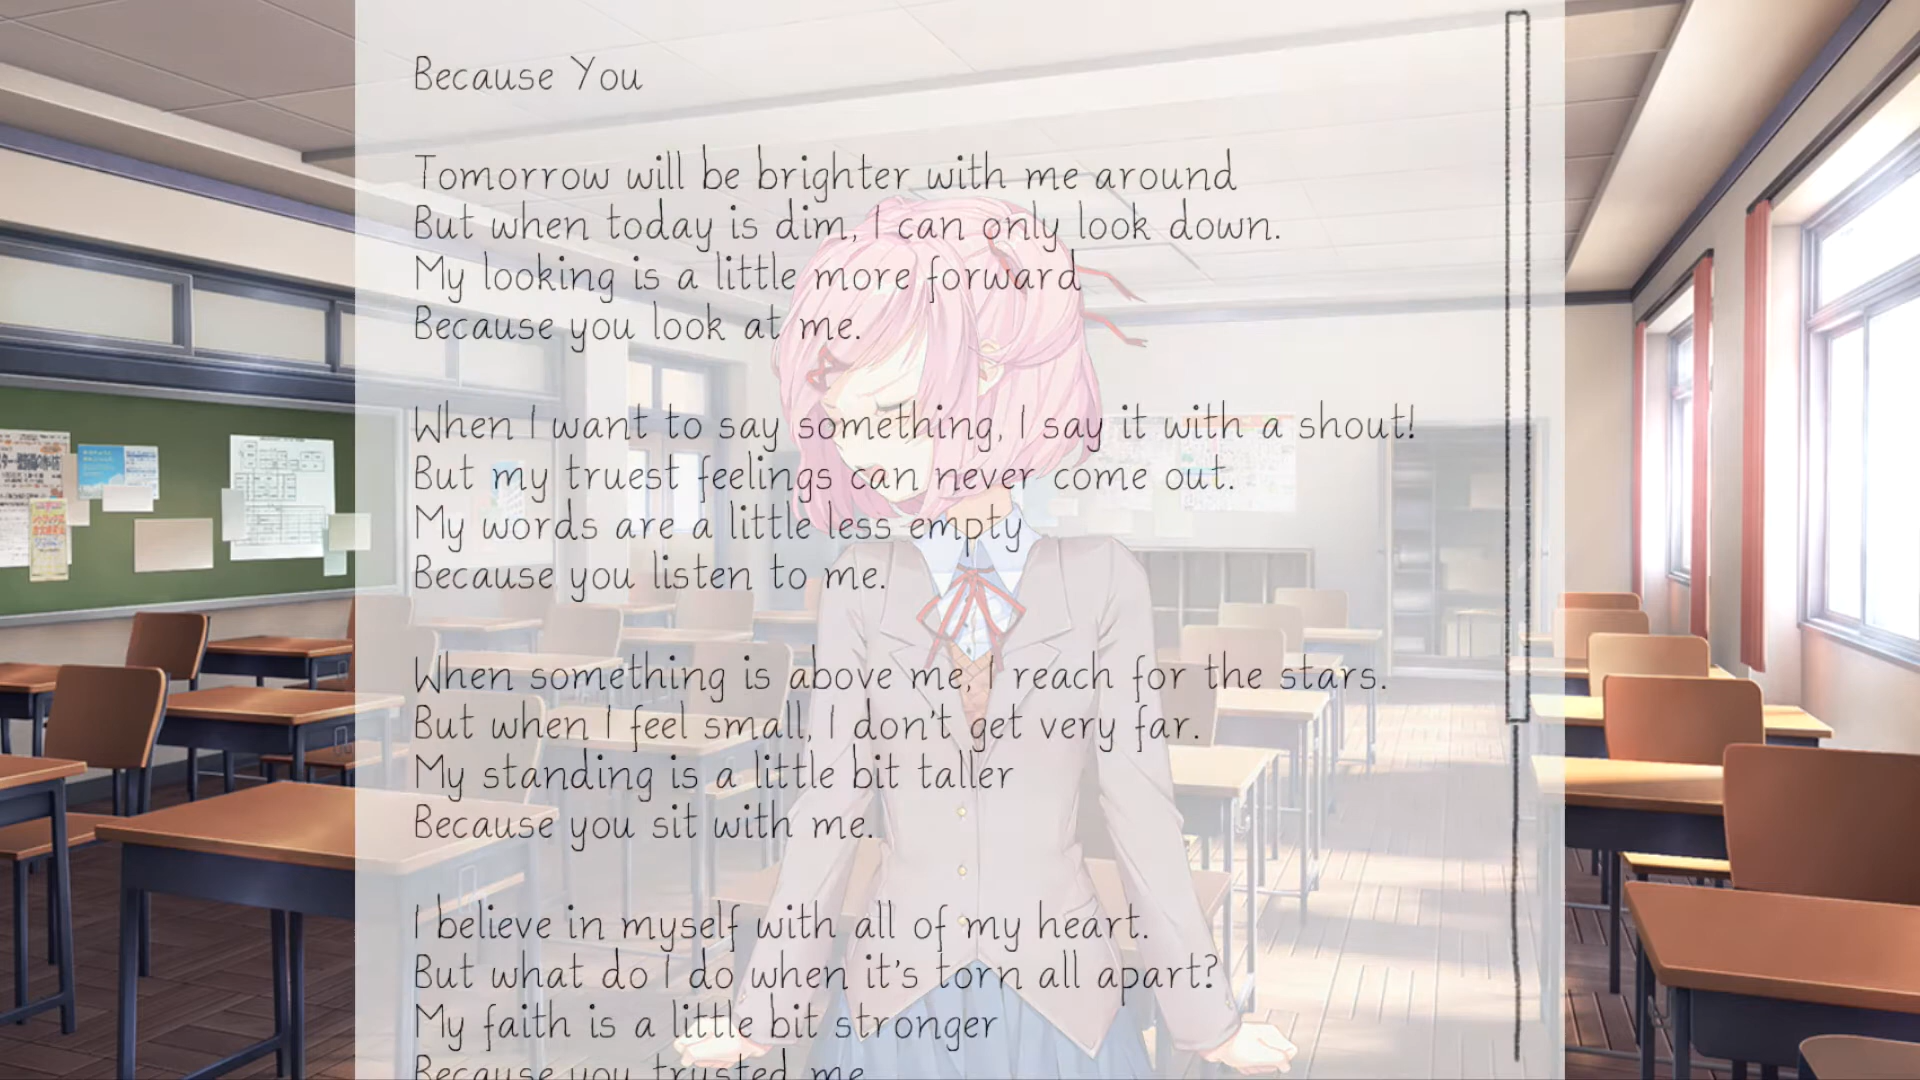 Because You
Tomorrow will be brighter with me around
But when today is dim, I can only look down.
My looking is a little more forward
Because you look at me.
When I want to say something, I say it with a shout!
But my truest feelings can never come out.
My words are a little less empty
Because you listen to me.
When something is above me, I reach for the stars.
But when I feel small, I don't get very far.
My standing is a little bit taller
Because you sit with me.
I believe in myself with all of my heart.
But what do I do when it's torn all apart?
My faith is a little bit stronger
Because you trusted me